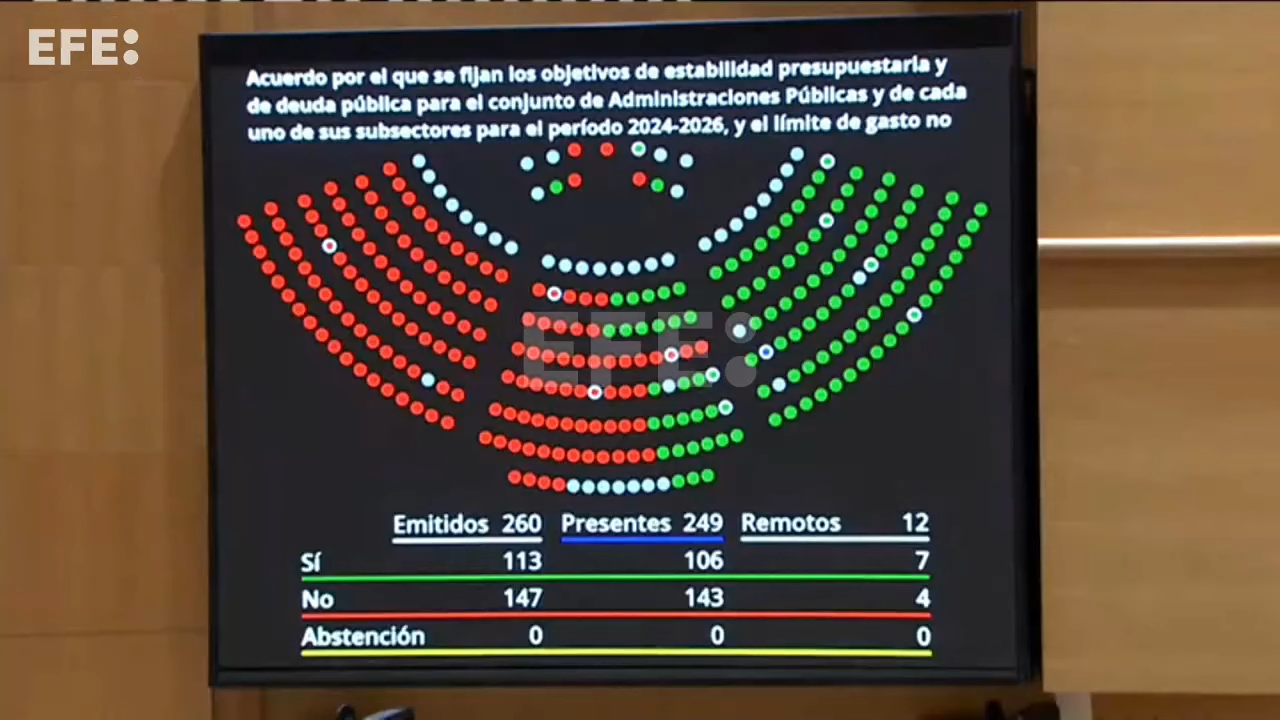 EFE:
Acuerdo por el que se fijan los objetivos de estabilidad presupuestaria y
de deuda pública para el conjunto de Administraciones Públicas y de cada
uno de sus subsectores para el período 2024-2026, y el límite de gasto no
EFE:
Emitidos 260 Presentes 249 Remotos 12
Sí 113 106 7
No 147 143 4
Abstención 0 0 0